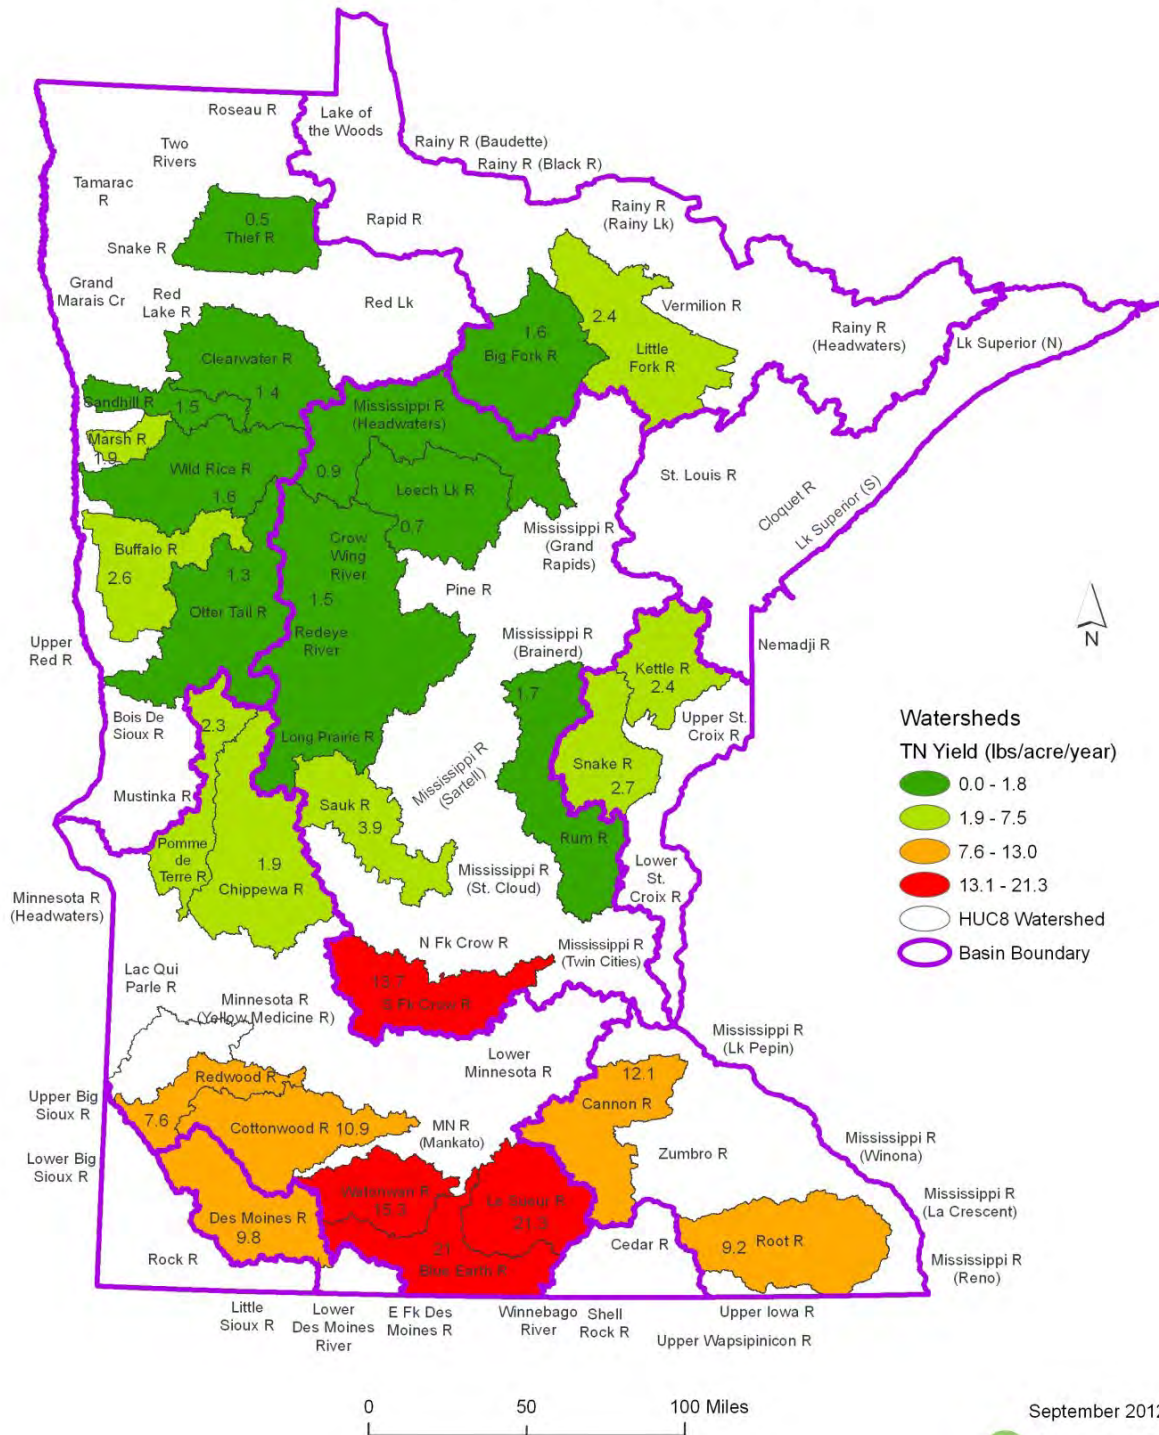 Roseau R
Lake of
the Woods
Rainy R (Baudette)
Two
Rivers
Rainy R (Black R)
Tamarac
R
Rapid R
Rainy R
(Rainy Lk)
0.5
Thief R
Snake R
Grand
Marais Cr
Red
Lake R
Red Lk
Vermilion R
2.4
Little
Fork R
1.6
Big Fork R
Rainy R
(Headwaters)
Lk Superior (N)
Clearwater R
1.4
Sandhill R
1.5
Mississippi R
(Headwaters)
Marsh R
1.9
Wild Rice R
1.6
0.9
Leech Lk R
0.7
St. Louis R
Cloquet R
Lk Superior (S)
Mississippi R
(Grand
Rapids)
Buffalo R
2.6
1.3
Otter Tail R
Crow
Wing
River
1.5
Pine R
Redeye
River
Mississippi R
(Brainerd)
Upper
Red R
Nemadji R
N
Kettle R
2.4
1.7
Bois De
Sioux R
2.3
Long Prairie R
Mississippi R
(Sartell)
Upper St.
Croix R
Snake R
2.7
Mustinka R
Sauk R
3.9
Rum R
Pomme
de
Terre R
1.9
Chippewa R
Mississippi R
(St. Cloud)
Lower
St.
Croix R
Minnesota R
(Headwaters)
N Fk Crow R
Mississippi R
(Twin Cities)
Lac Qui
Parle R
S Fk Crow R
Minnesota R
(Yellow Medicine R)
Mississippi R
(Lk Pepin)
Lower
Minnesota R
12.1
Cannon R
Redwood R
7.6
Upper Big
Sioux R
Cottonwood R 10.9
MN R
(Mankato)
Zumbro R
Mississippi R
(Winona)
Lower Big
Sioux R
Watonwan R
15.3
Le Sueur R
21.3
Mississippi R
(La Crescent)
Des Moines R
9.8
21
Blue Earth R
Rock R
Cedar R
9.2
Root R
Mississippi R
(Reno)
Little
Sioux R
Lower
Des Moines
River
E Fk Des
Moines R
Winnebago
River
Shell
Rock R
Upper Iowa R
Upper Wapsipinicon R
Watersheds
TN Yield (lbs/acre/year)
0.0 - 1.8
1.9 - 7.5
7.6 - 13.0
13.1 - 21.3
HUC8 Watershed
Basin Boundary
0 50 100 Miles
September 2012